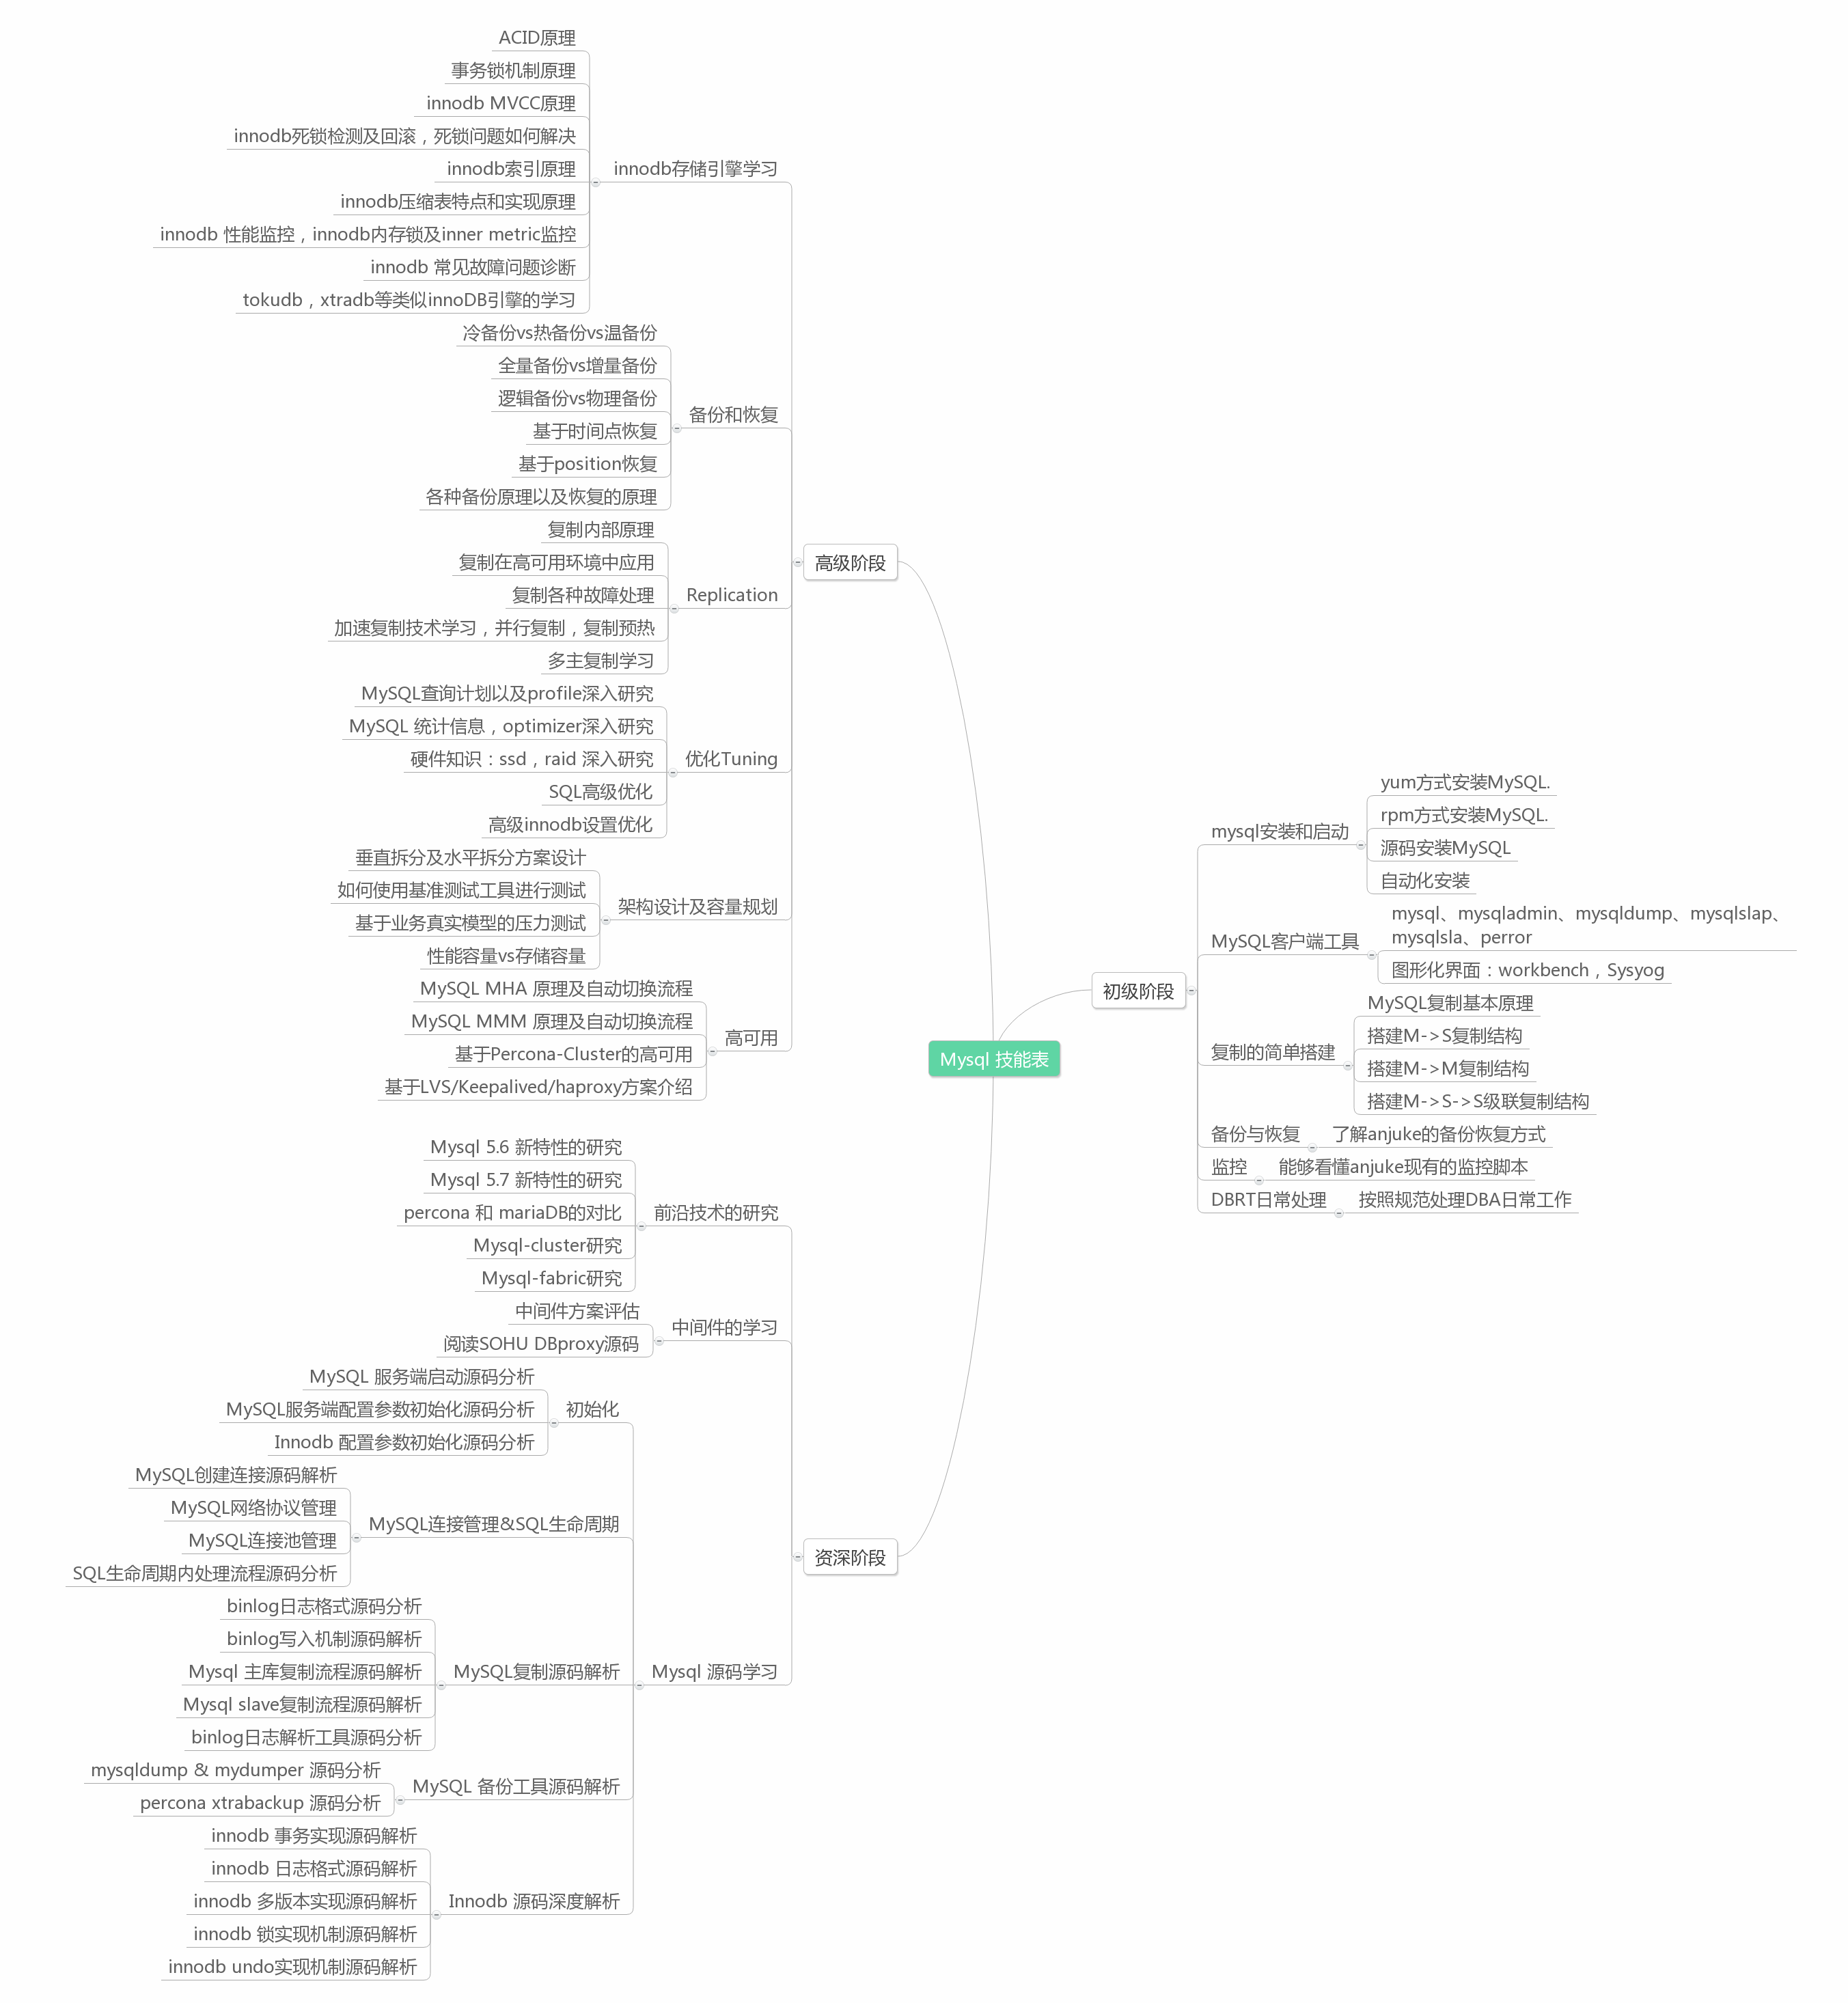 Mysql 技能表
初级阶段
mysql安装和启动
yum方式安装MySQL.
rpm方式安装MySQL.
源码安装MySQL
自动化安装
MySQL客户端工具
mysql、mysqladmin、mysqldump、mysqlslap、
mysqlsla、perror
图形化界面：workbench，Sysyog
复制的简单搭建
MySQL复制基本原理
搭建M->S复制结构
搭建M->M复制结构
搭建M->S->S级联复制结构
备份与恢复
了解anjuke的备份恢复方式
监控
能够看懂anjuke现有的监控脚本
DBRT日常处理
按照规范处理DBA日常工作
高级阶段
innodb存储引擎学习
ACID原理
事务锁机制原理
innodb MVCC原理
innodb死锁检测及回滚，死锁问题如何解决
innodb索引原理
innodb压缩表特点和实现原理
innodb 性能监控，innodb内存锁及inner metric监控
innodb 常见故障问题诊断
tokudb，xtradb等类似innoDB引擎的学习
备份和恢复
冷备份vs热备份vs温备份
全量备份vs增量备份
逻辑备份vs物理备份
基于时间点恢复
基于position恢复
各种备份原理以及恢复的原理
Replication
复制内部原理
复制在高可用环境中应用
复制各种故障处理
加速复制技术学习，并行复制，复制预热
多主复制学习
优化Tuning
MySQL查询计划以及profile深入研究
MySQL 统计信息，optimizer深入研究
硬件知识：ssd，raid 深入研究
SQL高级优化
高级innodb设置优化
架构设计及容量规划
垂直拆分及水平拆分方案设计
如何使用基准测试工具进行测试
基于业务真实模型的压力测试
性能容量vs存储容量
高可用
MySQL MHA 原理及自动切换流程
MySQL MMM 原理及自动切换流程
基于Percona-Cluster的高可用
基于LVS/Keepalived/haproxy方案介绍
资深阶段
前沿技术的研究
Mysql 5.6 新特性的研究
Mysql 5.7 新特性的研究
percona 和 mariaDB的对比
Mysql-cluster研究
Mysql-fabric研究
中间件的学习
中间件方案评估
阅读SOHU DBproxy源码
Mysql 源码学习
初始化
MySQL 服务端启动源码分析
MySQL服务端配置参数初始化源码分析
Innodb 配置参数初始化源码分析
MySQL连接管理&SQL生命周期
MySQL创建连接源码解析
MySQL网络协议管理
MySQL连接池管理
SQL生命周期内处理流程源码分析
MySQL复制源码解析
binlog日志格式源码分析
binlog写入机制源码解析
Mysql 主库复制流程源码解析
Mysql slave复制流程源码解析
binlog日志解析工具源码分析
MySQL 备份工具源码解析
mysqldump & mydumper 源码分析
percona xtrabackup 源码分析
Innodb 源码深度解析
innodb 事务实现源码解析
innodb 日志格式源码解析
innodb 多版本实现源码解析
innodb 锁实现机制源码解析
innodb undo实现机制源码解析